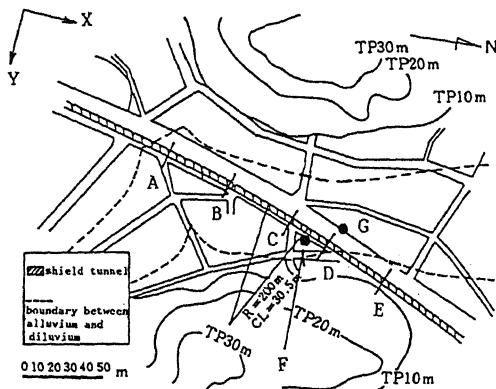 X
Y
N
TP30m
TP20m
TP10m
A
B
C
D
E
F
G
R=200m
CL=30.5m
TP20m
TP30m
TP10m
shield tunnel
boundary between
alluvium and
diluvium
0 10 20 30 40 50 m